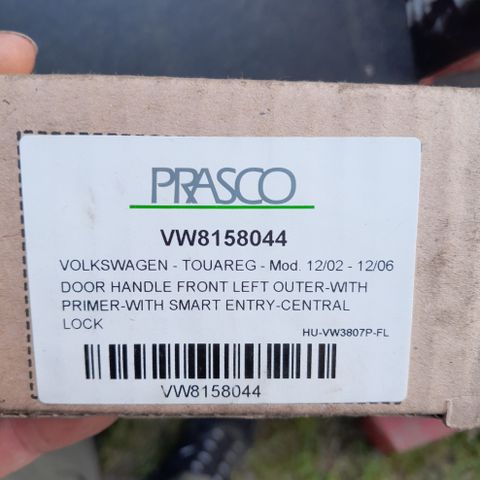 PRASCO
VW8158044
VOLKSWAGEN - TOUAREG - Mod. 12/02 - 12/06
DOOR HANDLE FRONT LEFT OUTER-WITH
PRIMER-WITH SMART ENTRY-CENTRAL
LOCK
HU-VW3807P-FL
VW8158044